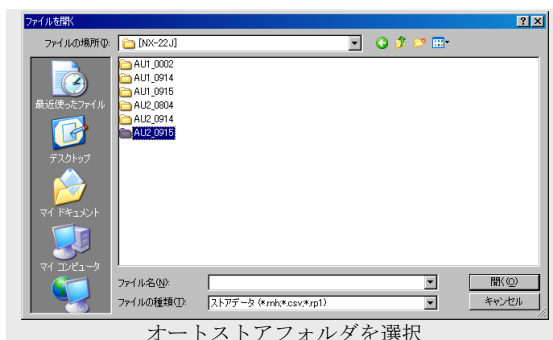 ファイルを開く
ファイルの場所(I):
[NX-22J]
AU1_0002
AU1_0914
AU1_0915
AU2_0804
AU2_0914
AU2_0915
最近使ったファイル
デスクトップ
マイ ドキュメント
マイ コンピュータ
ファイル名(N):
開く(O)
ファイルの種類(T):
ストアデータ (*.mh;*.csv;*.rp1)
キャンセル
オートストアフォルダを選択